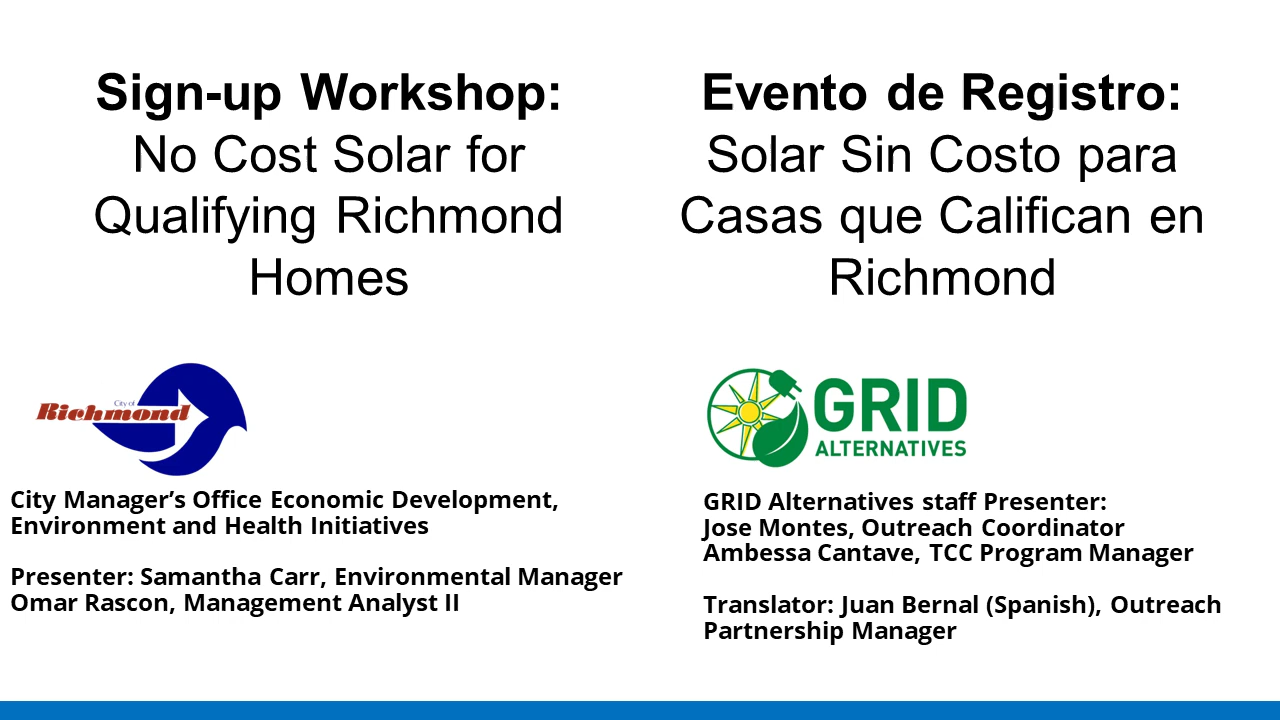 Sign-up Workshop:
No Cost Solar for
Qualifying Richmond
Homes
Evento de Registro:
Solar Sin Costo para
Casas que Califican en
Richmond
City of
Richmond
City Manager’s Office Economic Development,
Environment and Health Initiatives
Presenter: Samantha Carr, Environmental Manager
Omar Rascon, Management Analyst II
GRID
ALTERNATIVES
GRID Alternatives staff Presenter:
Jose Montes, Outreach Coordinator
Ambessa Cantave, TCC Program Manager
Translator: Juan Bernal (Spanish), Outreach
Partnership Manager